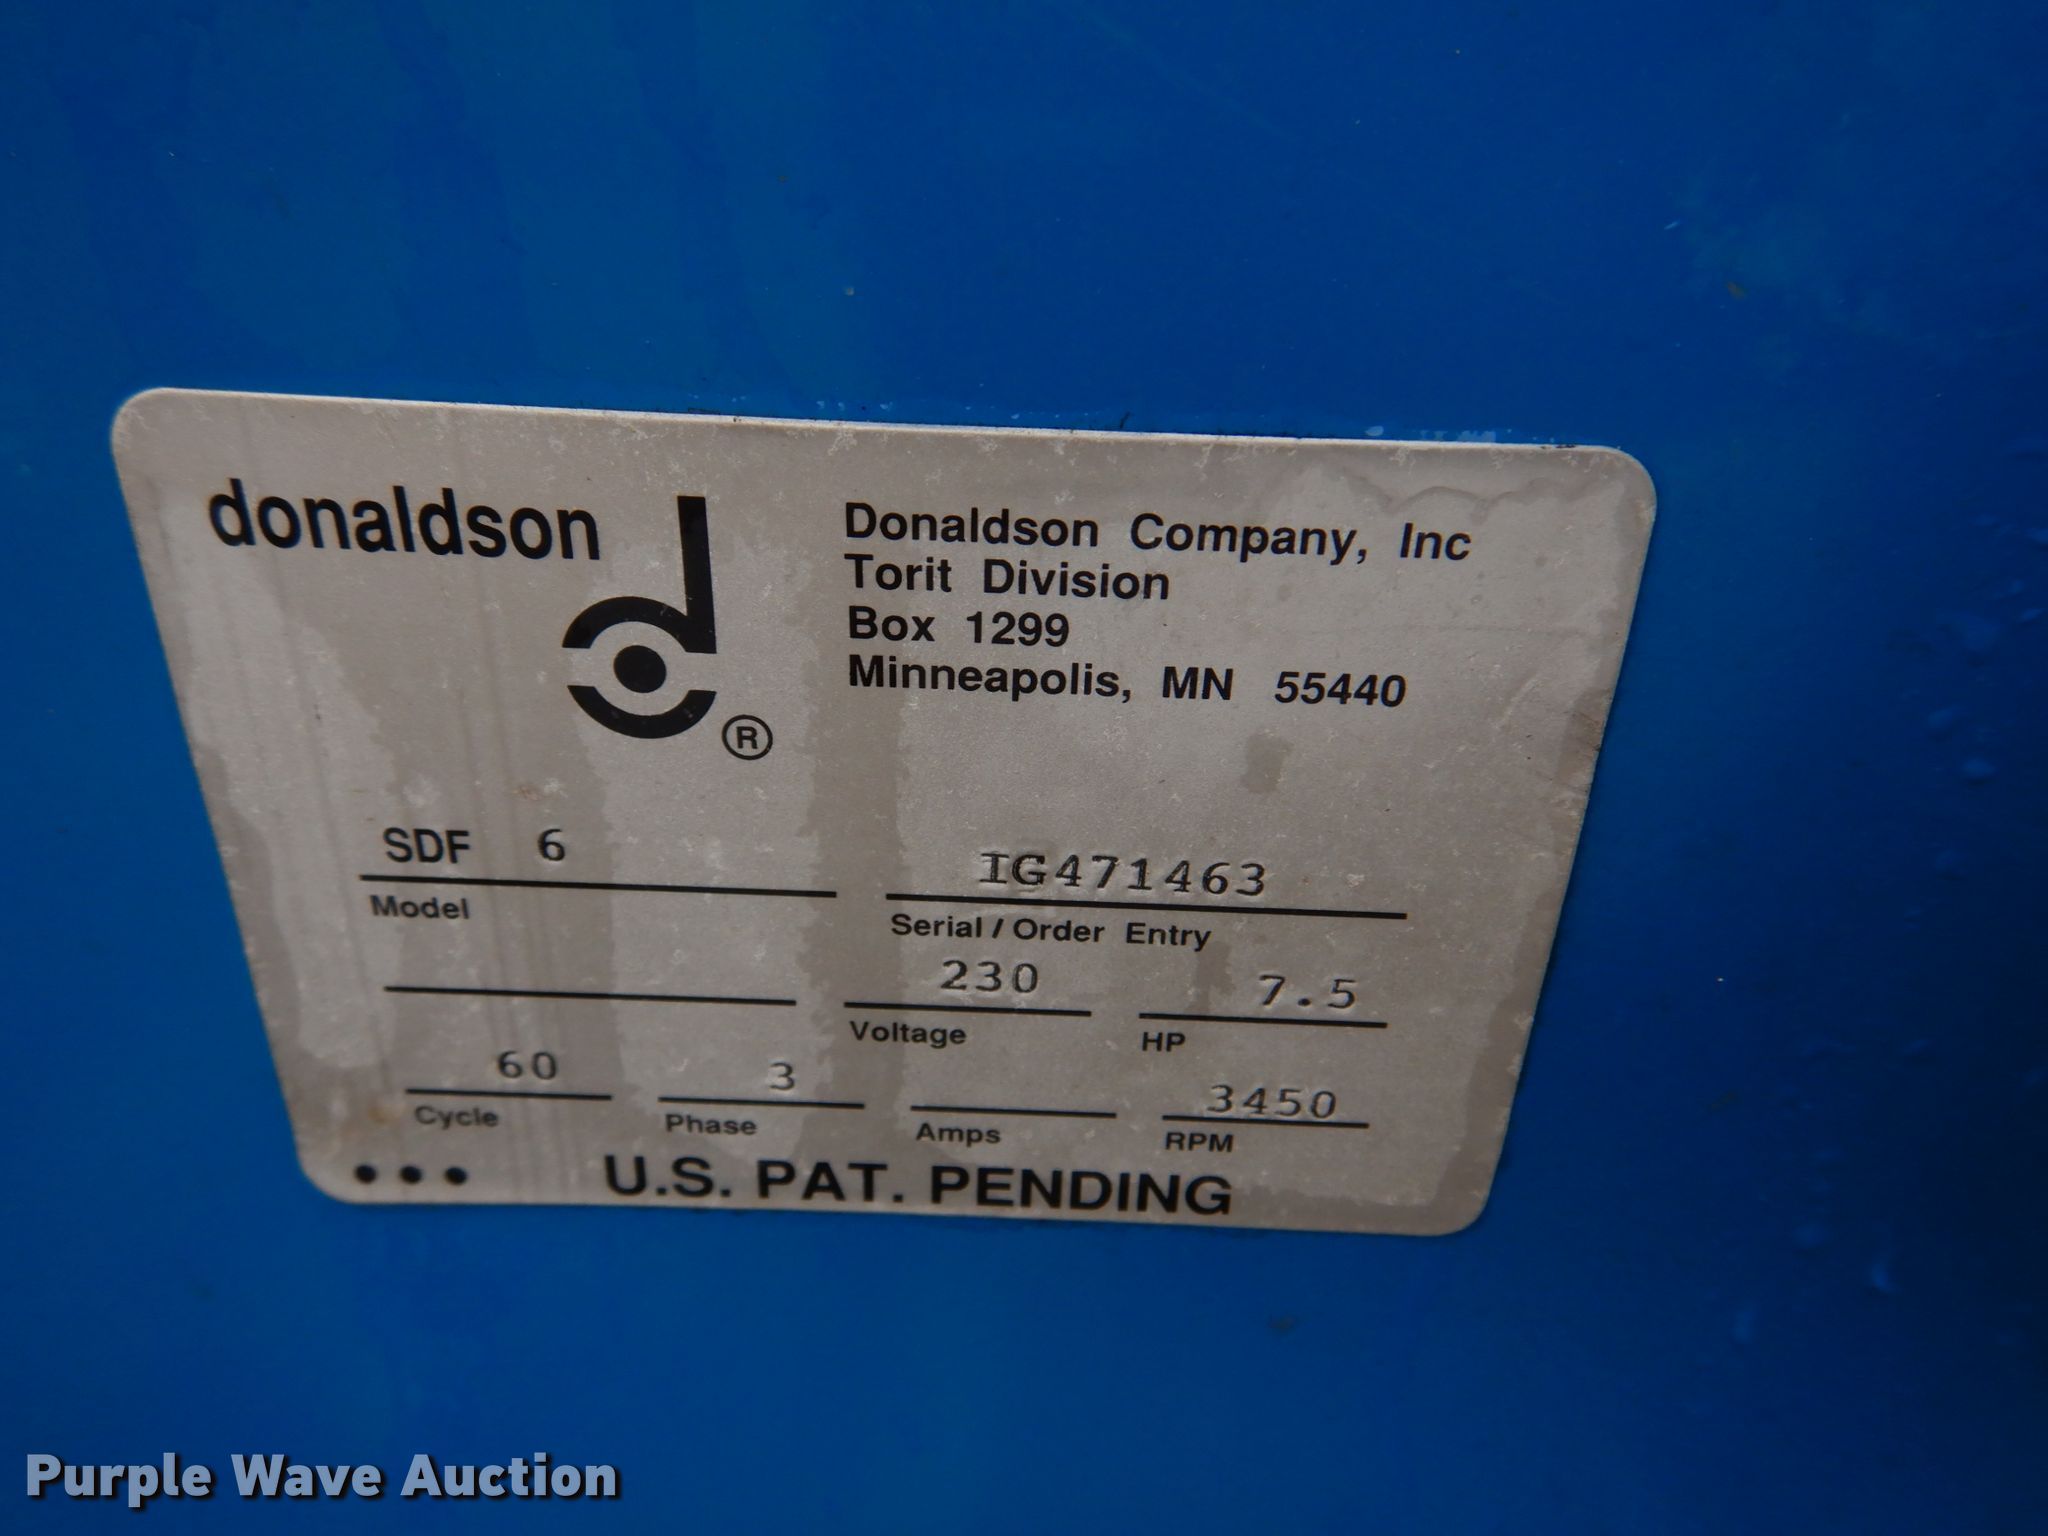 donaldson
d
®
Donaldson Company, Inc
Torit Division
Box 1299
Minneapolis, MN 55440
SDF 6
Model
IG471463
Serial / Order Entry
230
Voltage
7.5
HP
60
Cycle
3
Phase
Amps
3450
RPM
U.S. PAT. PENDING
Purple Wave Auction